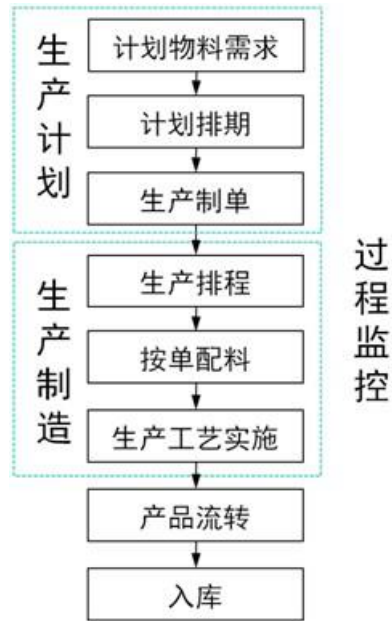 生产计划
计划物料需求
计划排期
生产制单
生产制造
生产排程
按单配料
生产工艺实施
产品流转
入库
过程监控